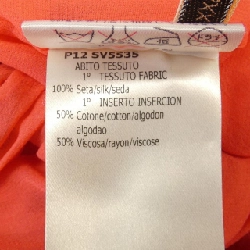 P12 SV5535
ABITO TESSUTO
1° TESSUTO FABRIC
100% Seta/silk/seda
1° INSERTO INSERCION
50% Cotone/cotton/algodon
algodao
50% Viscosa/rayon/viscose